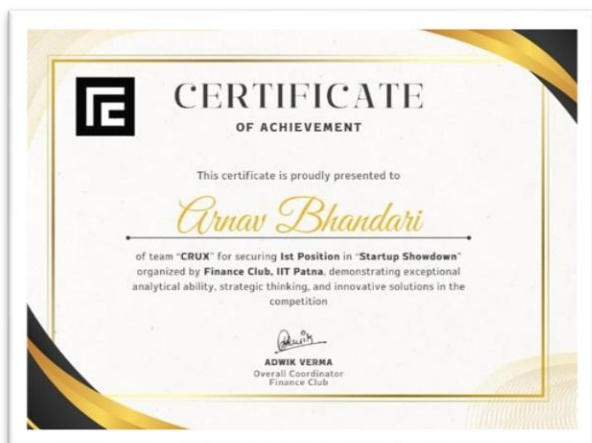 CERTIFICATE
OF ACHIEVEMENT
This certificate is proudly presented to
Arnav Bhandari
of team "CRUX" for securing Ist Position in "Startup Showdown"
organized by Finance Club, IIT Patna, demonstrating exceptional
analytical ability, strategic thinking, and innovative solutions in the
competition
ADWIK VERMA
Overall Coordinator
Finance Club